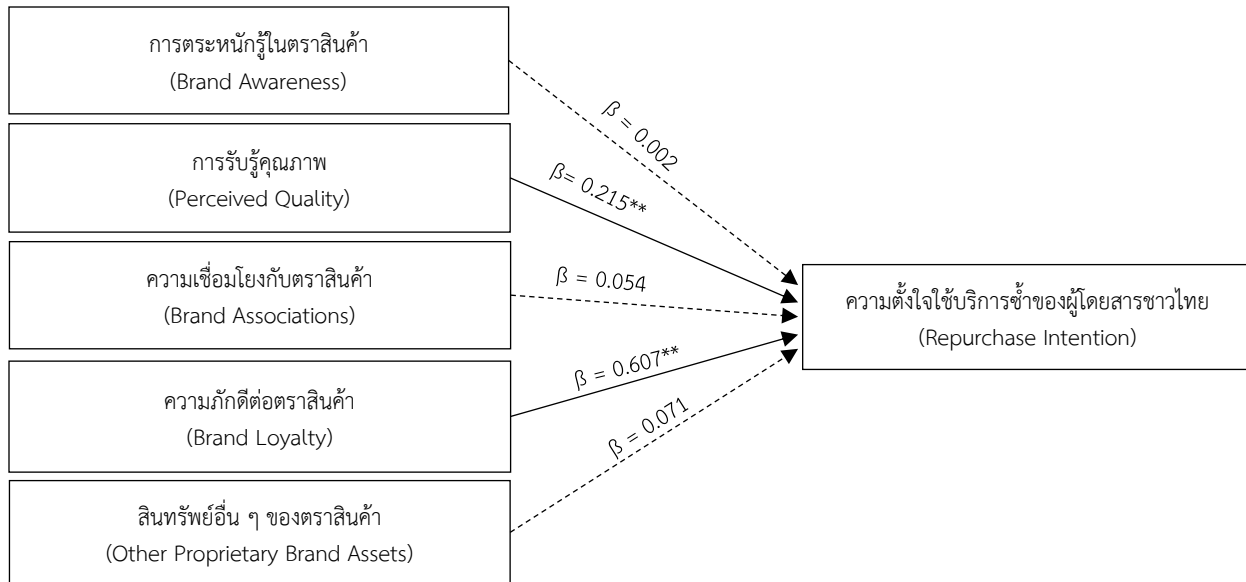 การตระหนักรู้ในตราสินค้า
(Brand Awareness)
การรับรู้คุณภาพ
(Perceived Quality)
ความเชื่อมโยงกับตราสินค้า
(Brand Associations)
ความภักดีต่อตราสินค้า
(Brand Loyalty)
สินทรัพย์อื่น ๆ ของตราสินค้า
(Other Proprietary Brand Assets)
β = 0.002
β= 0.215**
β = 0.054
β = 0.607**
β = 0.071
ความตั้งใจใช้บริการซ้ำของผู้โดยสารชาวไทย
(Repurchase Intention)